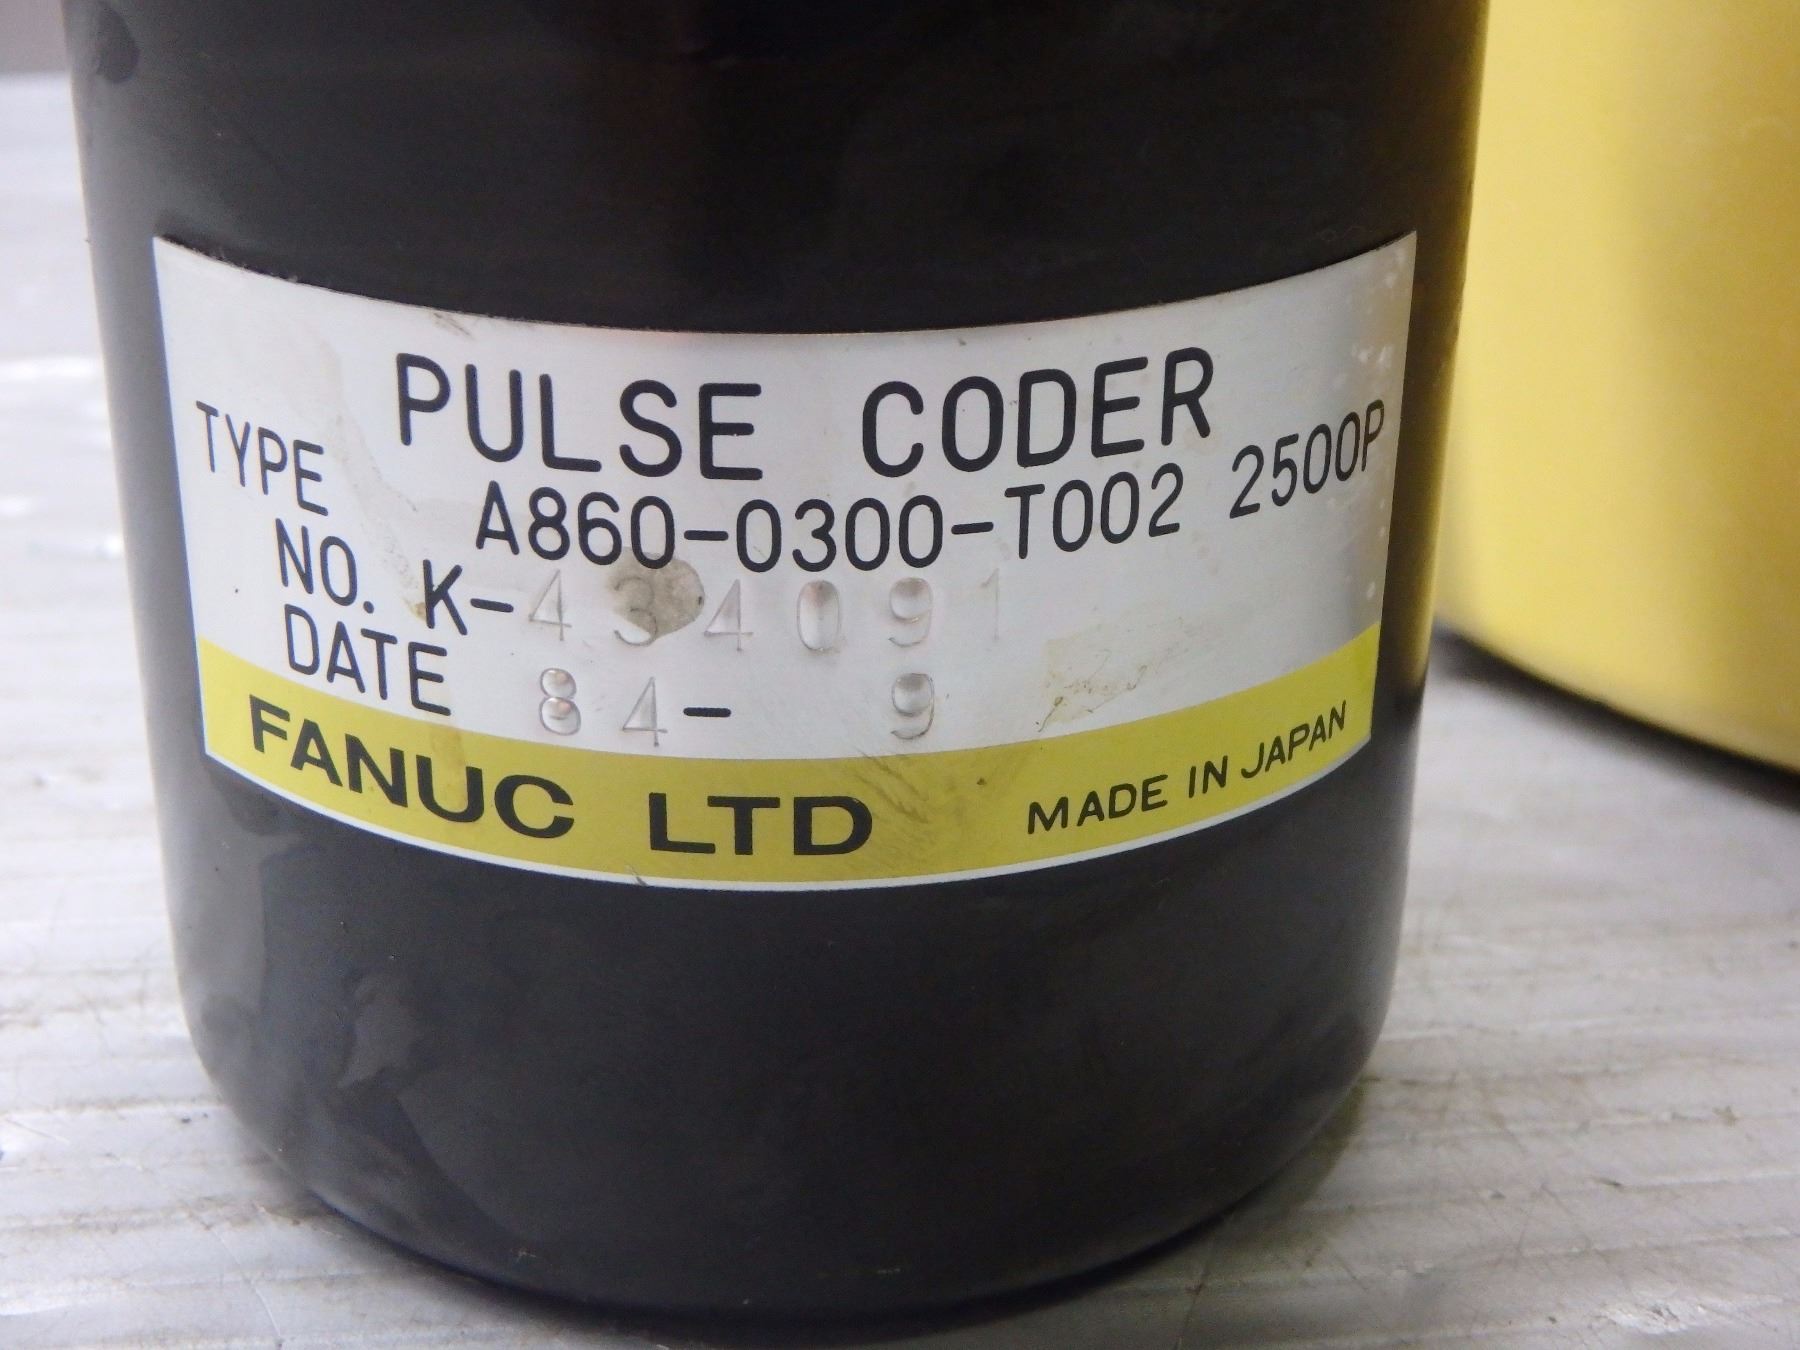 PULSE CODER
TYPE A860-0300-T002 2500P
NO. K-434091
DATE 84- 9
FANUC LTD MADE IN JAPAN